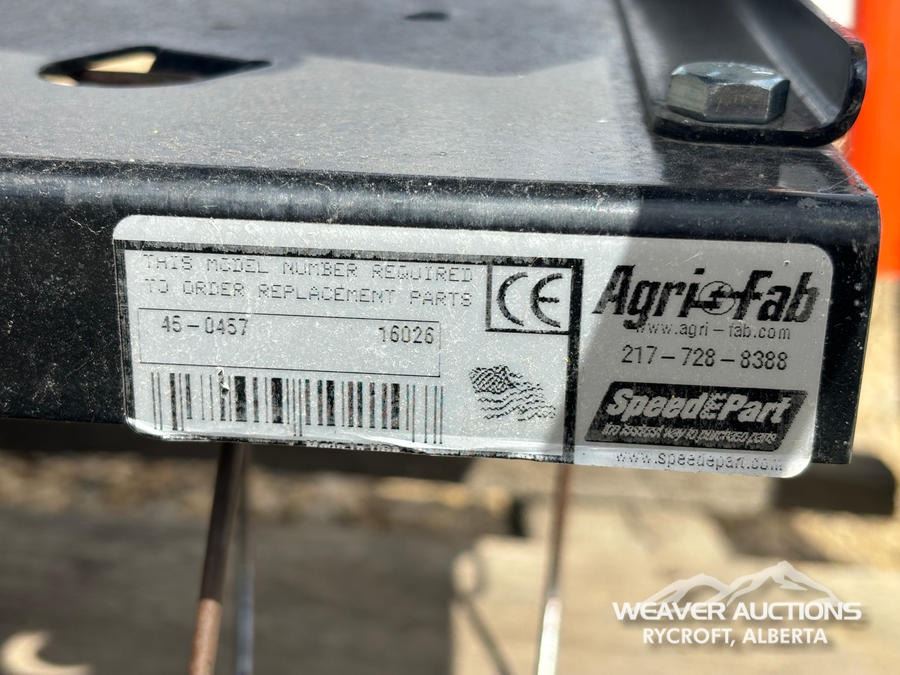 THIS MODEL NUMBER REQUIRED
TO ORDER REPLACEMENT PARTS
45-0457 16026
CE
Agri-Fab
www.agri-fab.com
217-728-8388
SpeedEPart
the fastest way to purchase parts
www.speedepart.com
WEAVER AUCTIONS
RYCROFT, ALBERTA